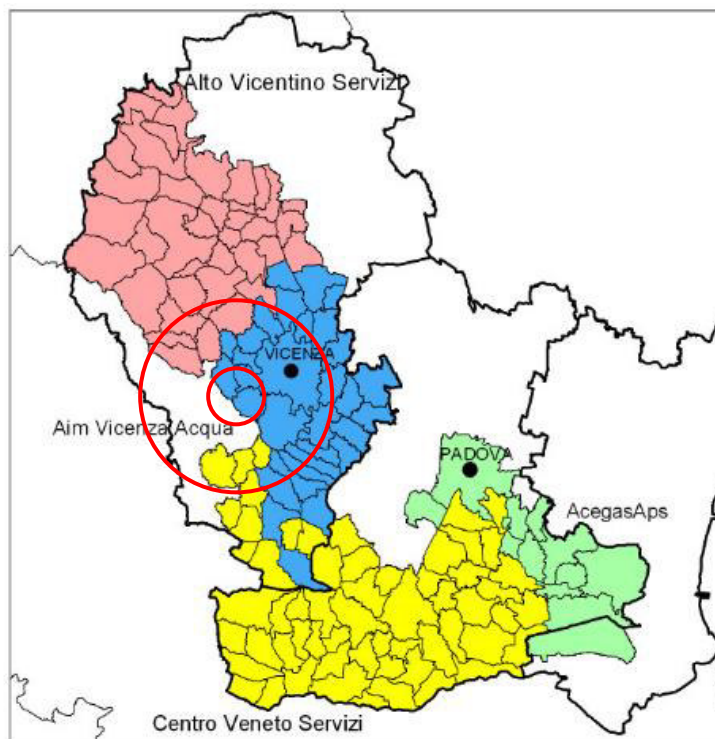 Alto Vicentino Servizi
VICENZA
Aim Vicenza Acqua
PADOVA
AcegasAps
Centro Veneto Servizi